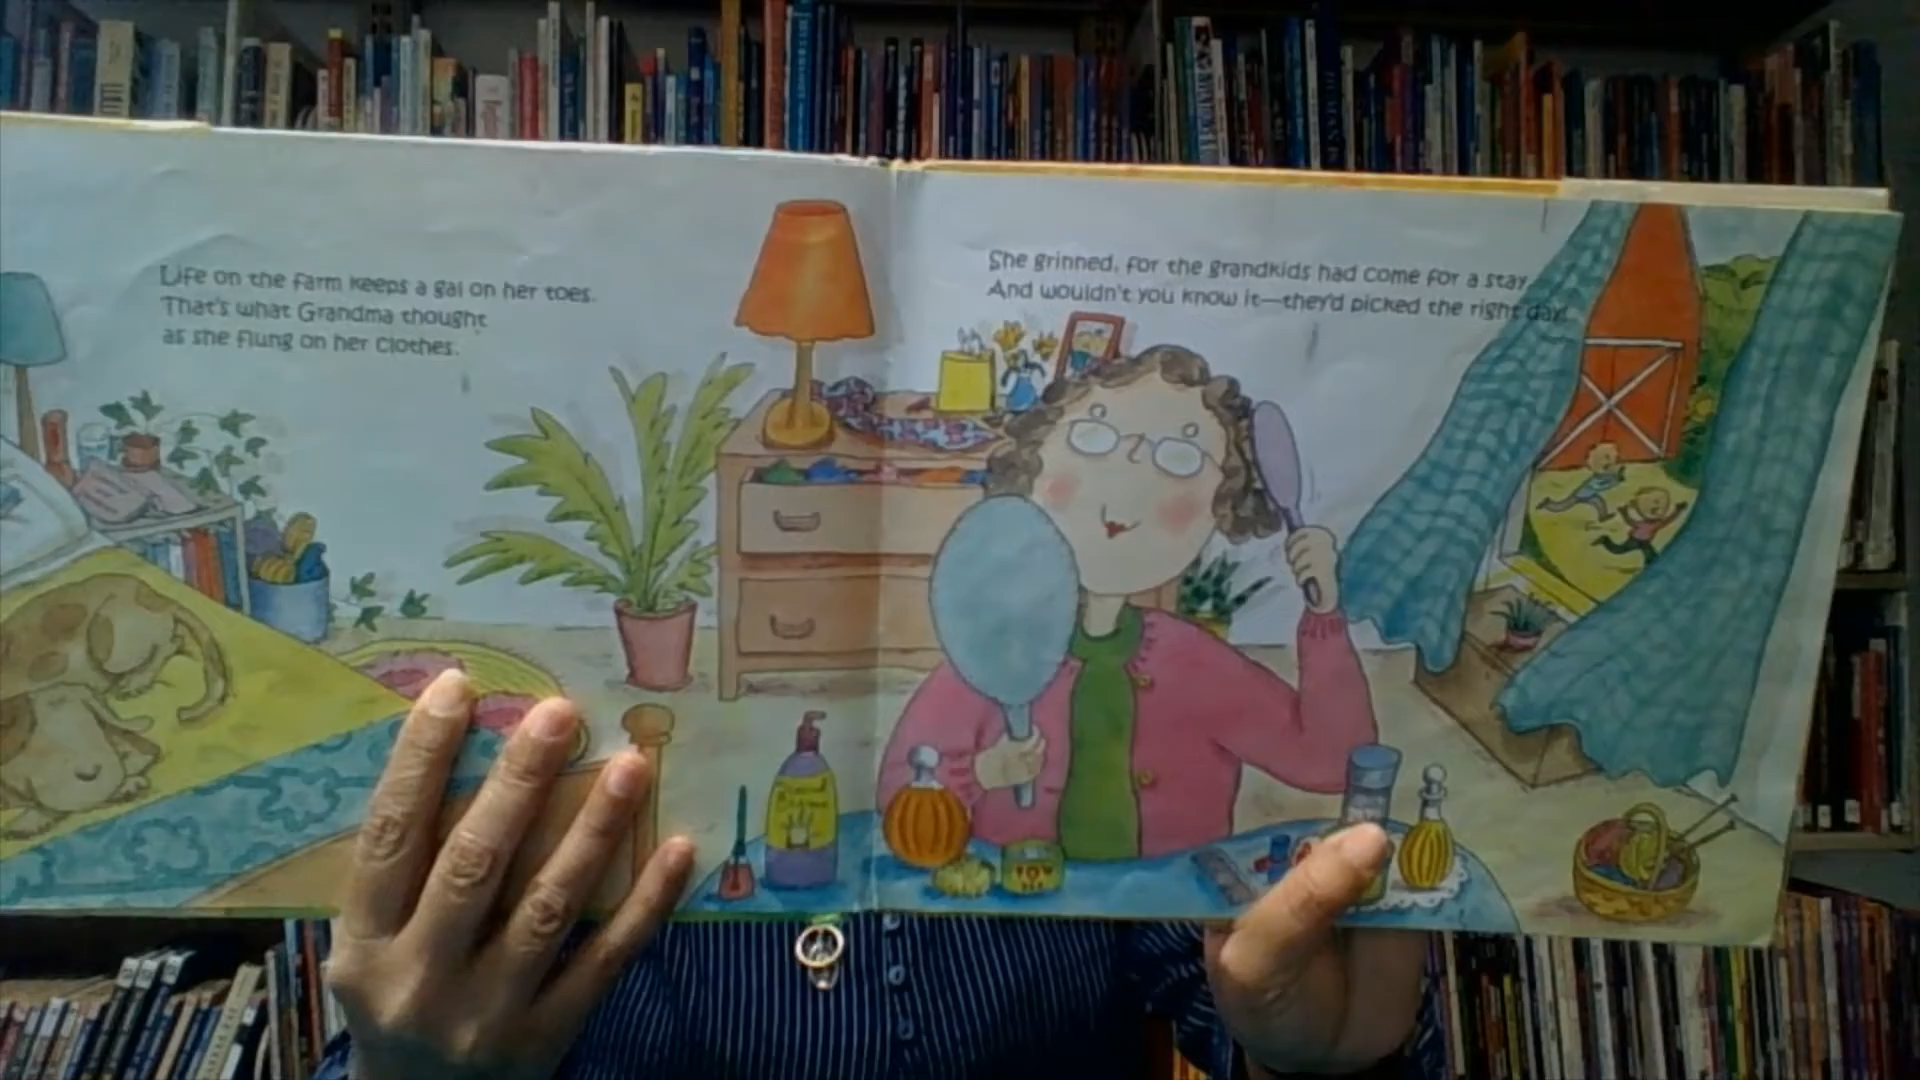 Life on the farm keeps a gal on her toes.
That's what Grandma thought
as she flung on her clothes.
She grinned, for the grandkids had come for a stay.
And wouldn't you know it—they'd picked the right day!